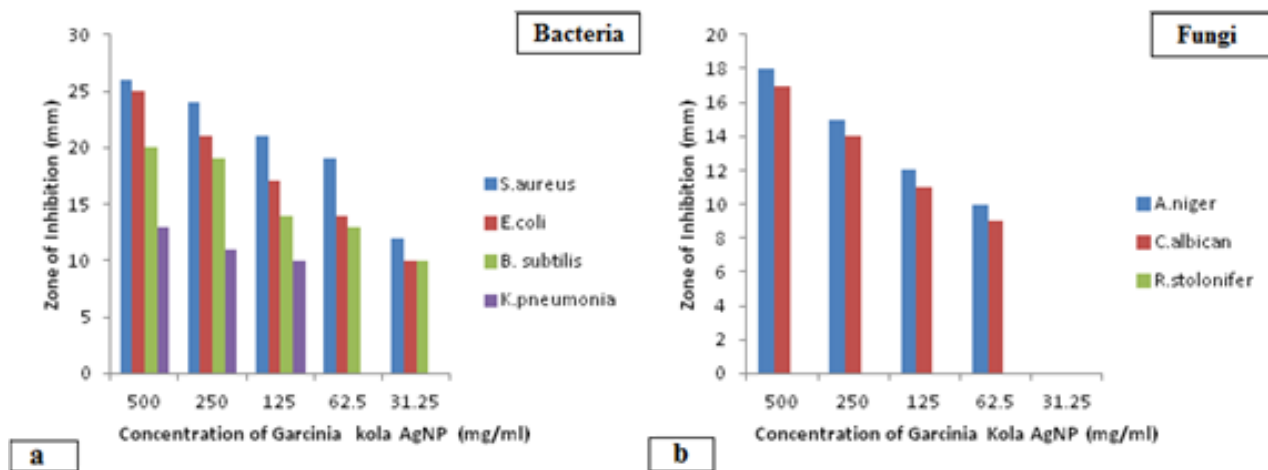 Bacteria
30
25
20
15
10
5
0
Zone of Inhibition (mm)
500 250 125 62.5 31.25
Concentration of Garcinia kola AgNP (mg/ml)
S.aureus
E.coli
B. subtilis
K.pneumonia
a
Fungi
20
18
16
14
12
10
8
6
4
2
0
Zone of Inhibition (mm)
500 250 125 62.5 31.25
Concentration of Garcinia Kola AgNP (mg/ml)
A.niger
C.albican
R.stolonifer
b